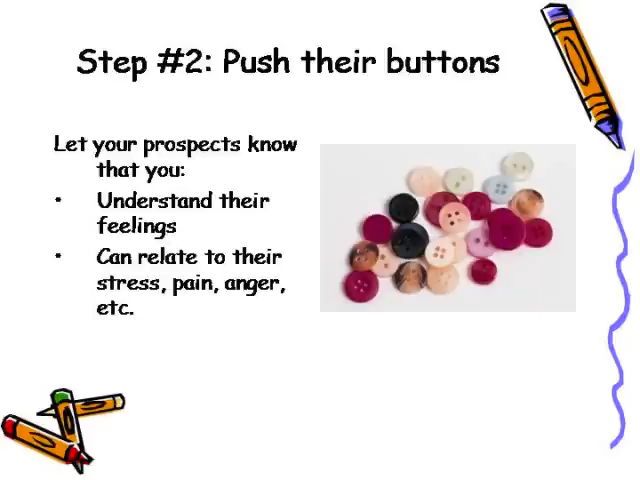 Step #2: Push their buttons
Let your prospects know
that you:
• Understand their
feelings
• Can relate to their
stress, pain, anger,
etc.